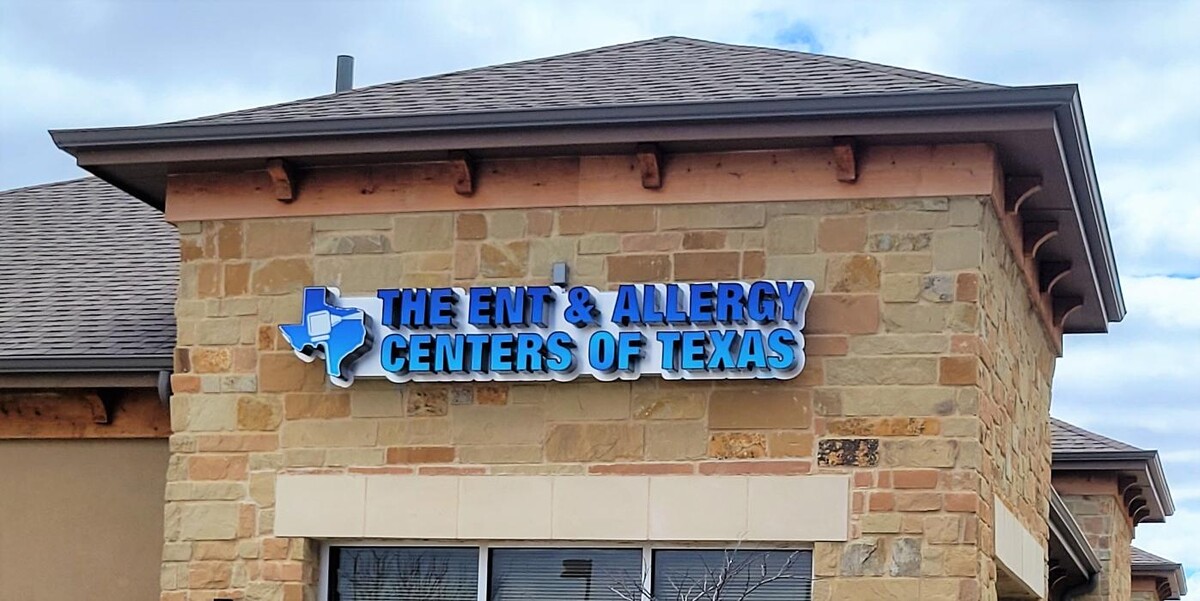 THE ENT & ALLERGY
CENTERS OF TEXAS